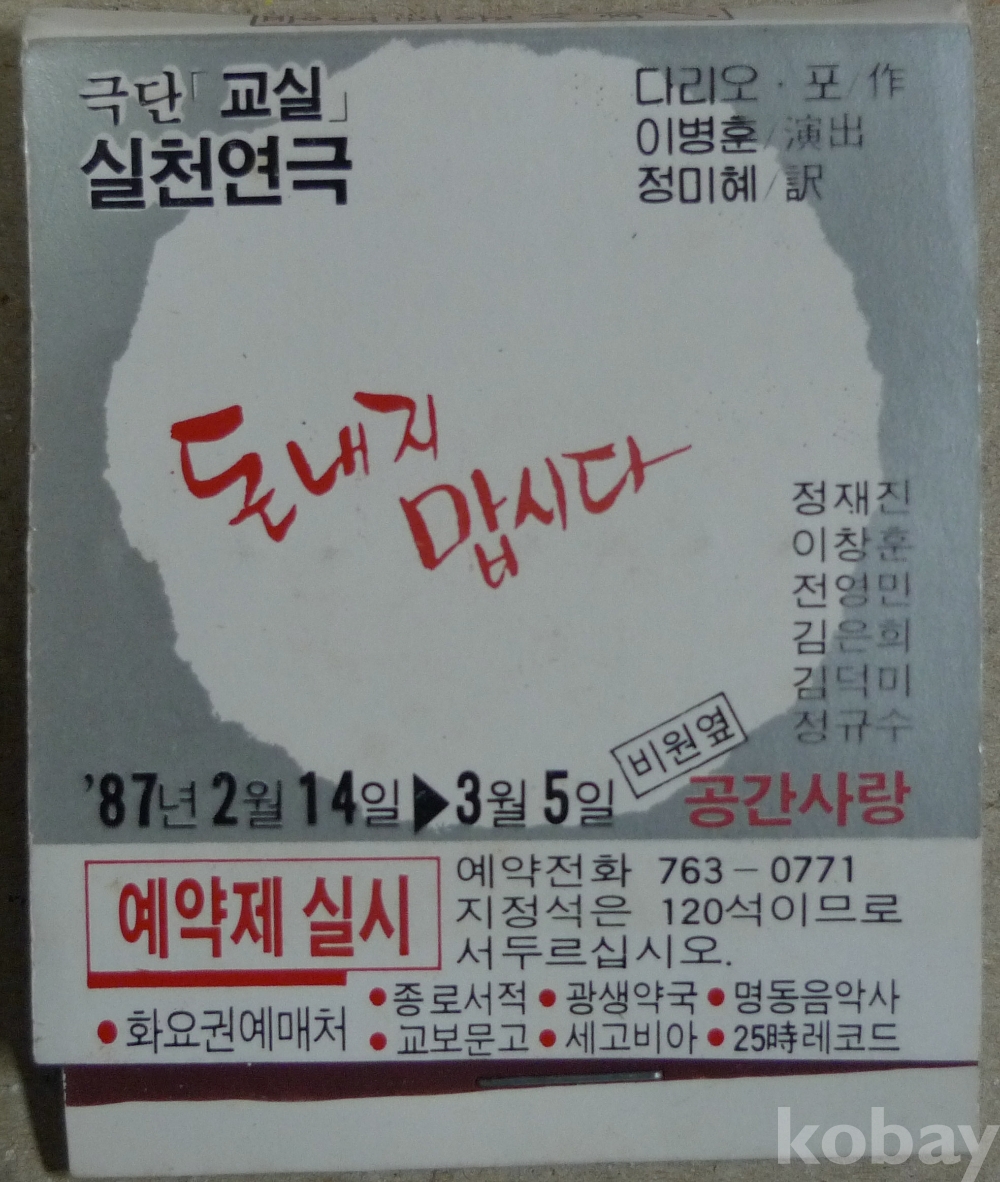 극단「교실」
실천연극
다리오·포/作
이병훈/演出
정미혜/訳
돈내지
맙시다
정재진
이창훈
전영민
김은희
김덕미
정규수
비원옆
'87년 2월 14일▶3월 5일
공간사랑
예약제 실시
예약전화 763-0771
지정석은 120석이므로
서두르십시오.
●화요권예매처
●종로서적●광생약국●명동음악사
●교보문고●세고비아●25時레코드
kobay